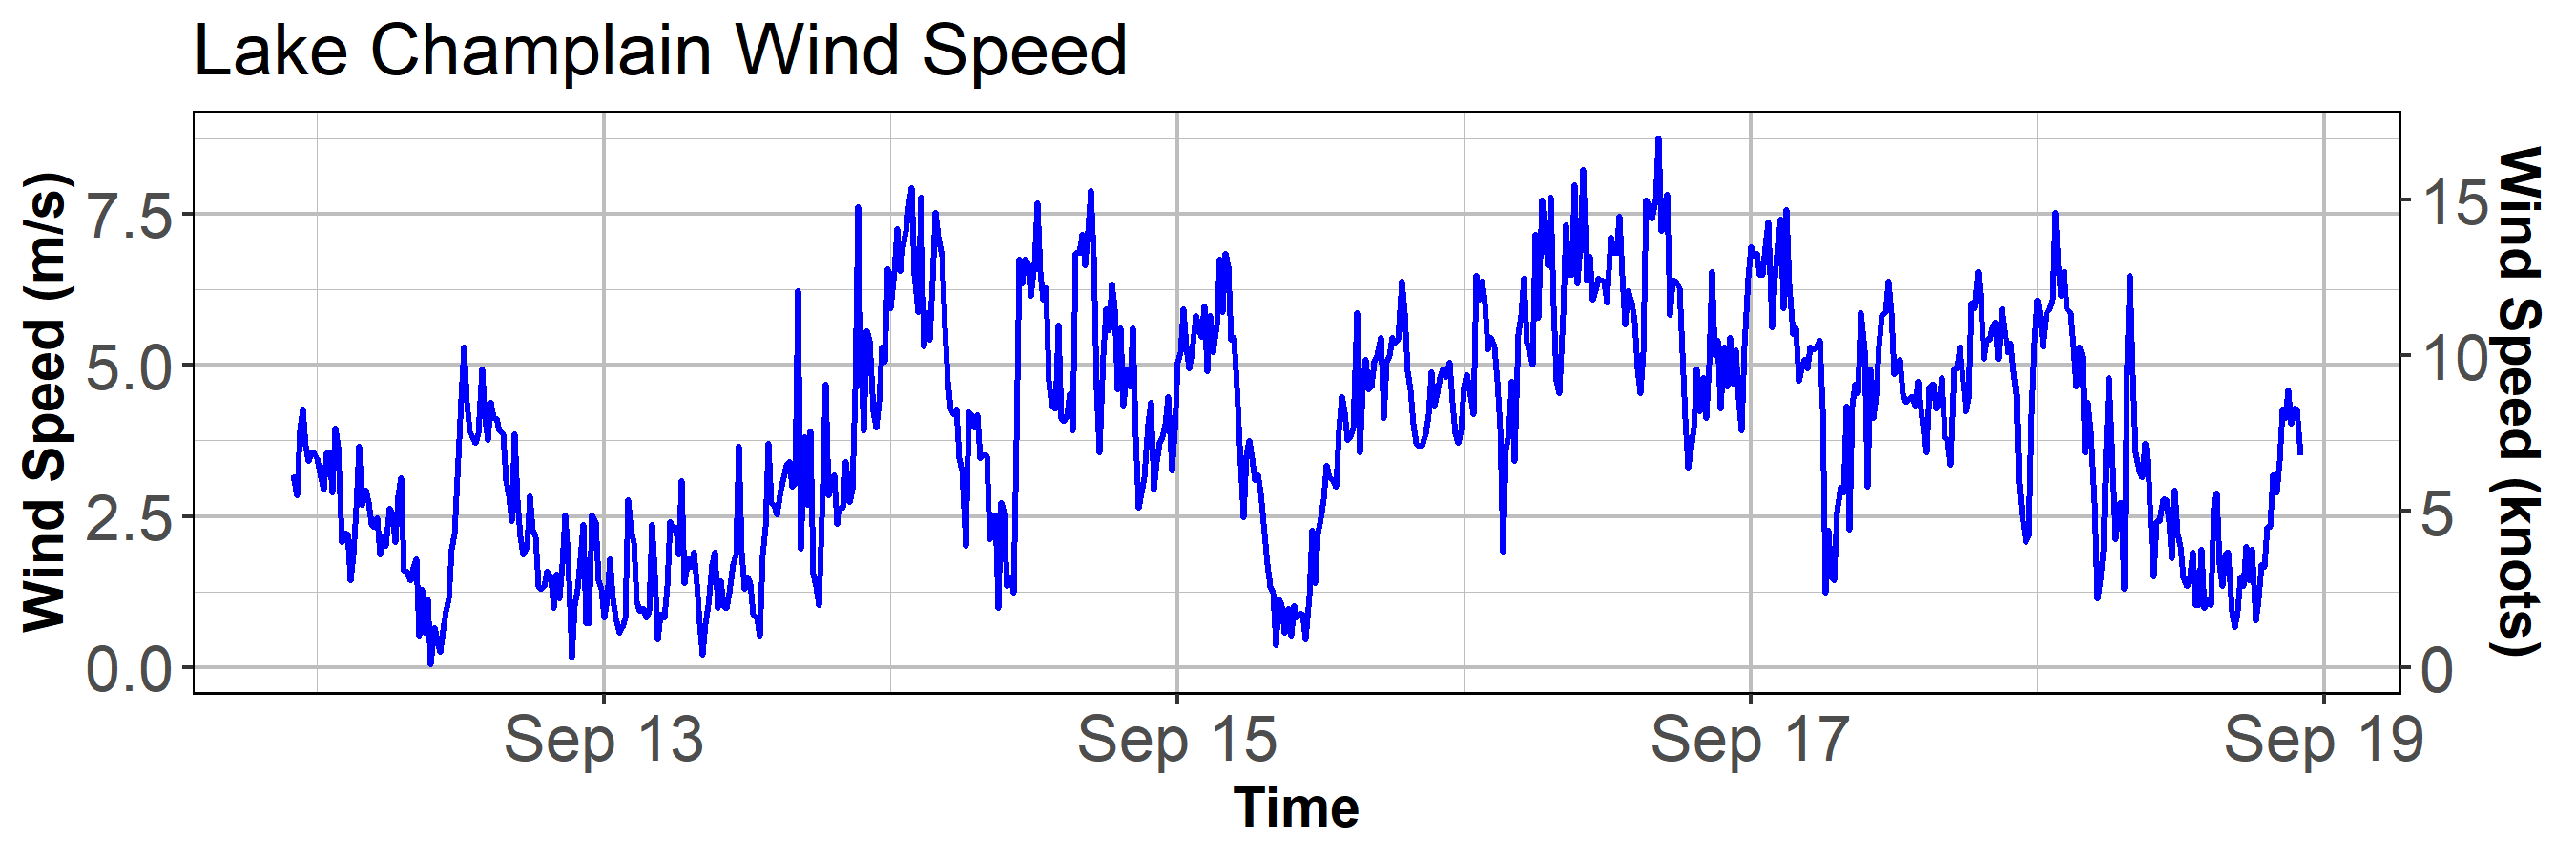 Lake Champlain Wind Speed
Wind Speed (m/s)
7.5
5.0
2.5
0.0
15
10
5
0
Wind Speed (knots)
Sep 13
Sep 15
Sep 17
Sep 19
Time